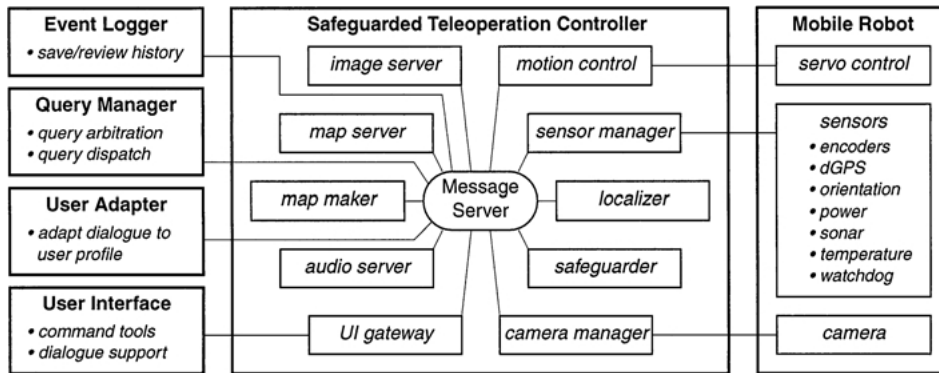 Event Logger
• save/review history
Query Manager
• query arbitration
• query dispatch
User Adapter
• adapt dialogue to
user profile
User Interface
• command tools
• dialogue support
Safeguarded Teleoperation Controller
image server
motion control
map server
sensor manager
map maker
Message
Server
localizer
audio server
safeguarder
UI gateway
camera manager
Mobile Robot
servo control
sensors
• encoders
• dGPS
• orientation
• power
• sonar
• temperature
• watchdog
camera